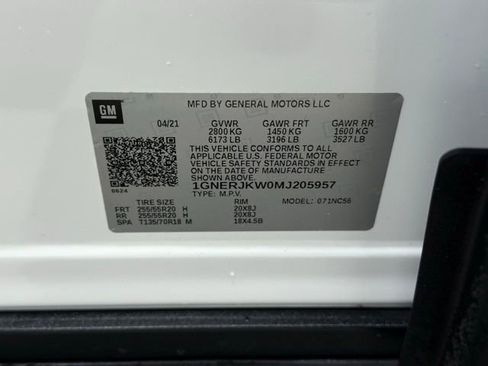 GM
MFD BY GENERAL MOTORS LLC
04/21 GVWR GAWR FRT GAWR RR
2800 KG 1450 KG 1600 KG
6173 LB 3196 LB 3527 LB
THIS VEHICLE CONFORMS TO ALL
APPLICABLE U.S. FEDERAL MOTOR
VEHICLE SAFETY STANDARDS IN EFFECT
ON THE DATE OF MANUFACTURE SHOWN ABOVE.
1GNERJKW0MJ205957
6624 TYPE: M.P.V. MODEL: 071NC56
TIRE SIZE RIM
FRT 255/55R20 H 20X8J
RR 255/55R20 H 20X8J
SPA T135/70R18 M 18X4.5B